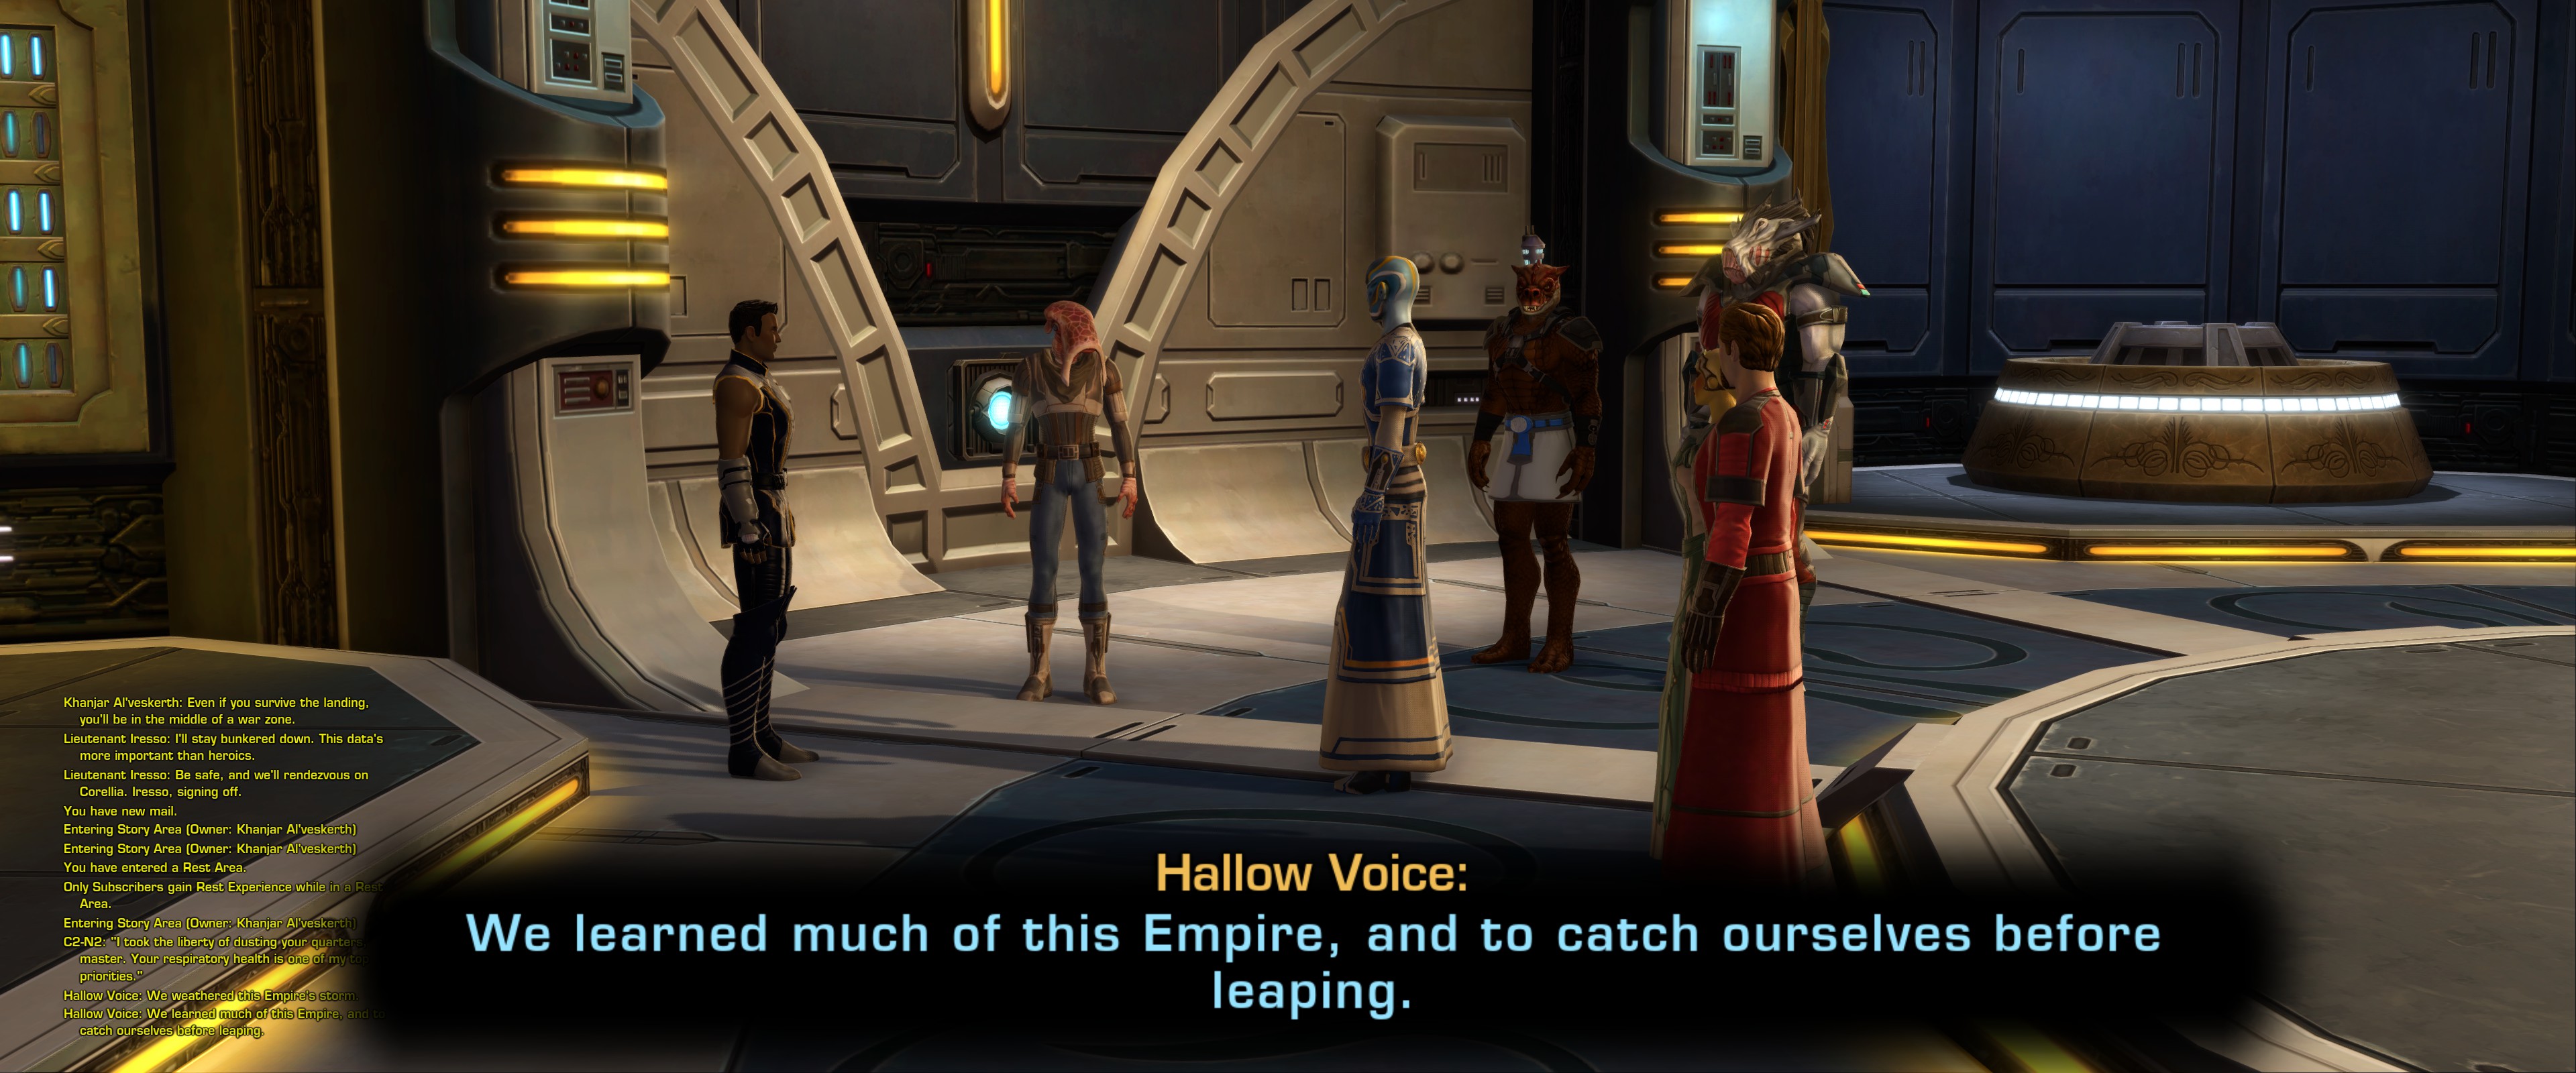 Khanjar Al'veskerth: Even if you survive the landing,
you'll be in the middle of a war zone.
Lieutenant Iresso: I'll stay bunkered down. This data's
more important than heroics.
Lieutenant Iresso: Be safe, and we'll rendezvous on
Corellia. Iresso, signing off.
You have new mail.
Entering Story Area (Owner: Khanjar Al'veskerth)
Entering Story Area (Owner: Khanjar Al'veskerth)
You have entered a Rest Area.
Only Subscribers gain Rest Experience while in a Rest
Area.
Entering Story Area (Owner: Khanjar Al'veskerth)
C2-N2: "I took the liberty of dusting your quarters,
master. Your respiratory health is one of my top
priorities."
Hallow Voice: We weathered this Empire's storm.
Hallow Voice: We learned much of this Empire, and to
catch ourselves before leaping.
Hallow Voice:
We learned much of this Empire, and to catch ourselves before
leaping.